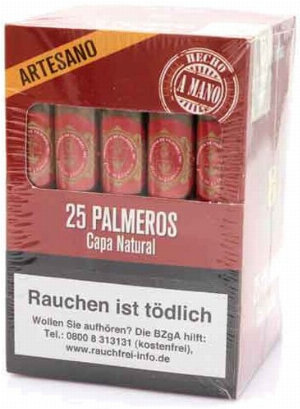 ARTESANO
HECHO
A MANO
25 PALMEROS
Capa Natural
Rauchen ist tödlich
Wollen Sie aufhören? Die BZgA hilft:
Tel.: 0800 8 313131 (kostenfrei),
www.rauchfrei-info.de